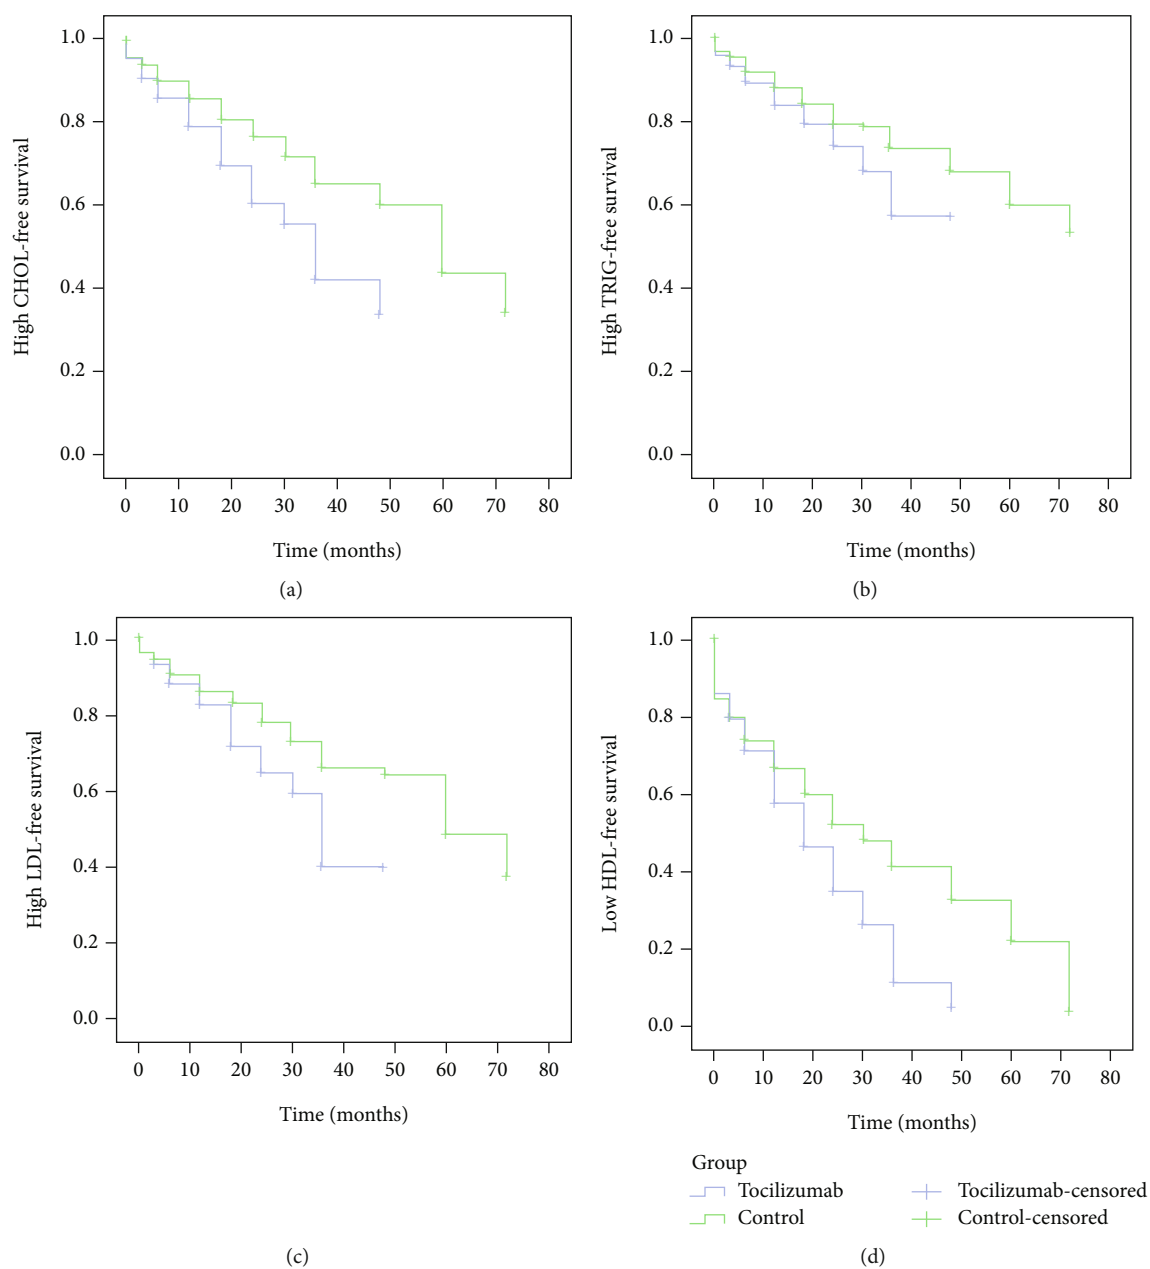 1.0
0.8
0.6
0.4
0.2
0.0
High CHOL-free survival
0 10 20 30 40 50 60 70 80
Time (months)
(a)
1.0
0.8
0.6
0.4
0.2
0.0
High TRIG-free survival
0 10 20 30 40 50 60 70 80
Time (months)
(b)
1.0
0.8
0.6
0.4
0.2
0.0
High LDL-free survival
0 10 20 30 40 50 60 70 80
Time (months)
(c)
1.0
0.8
0.6
0.4
0.2
0.0
Low HDL-free survival
0 10 20 30 40 50 60 70 80
Time (months)
Group
Tocilizumab Tocilizumab-censored
Control Control-censored
(d)